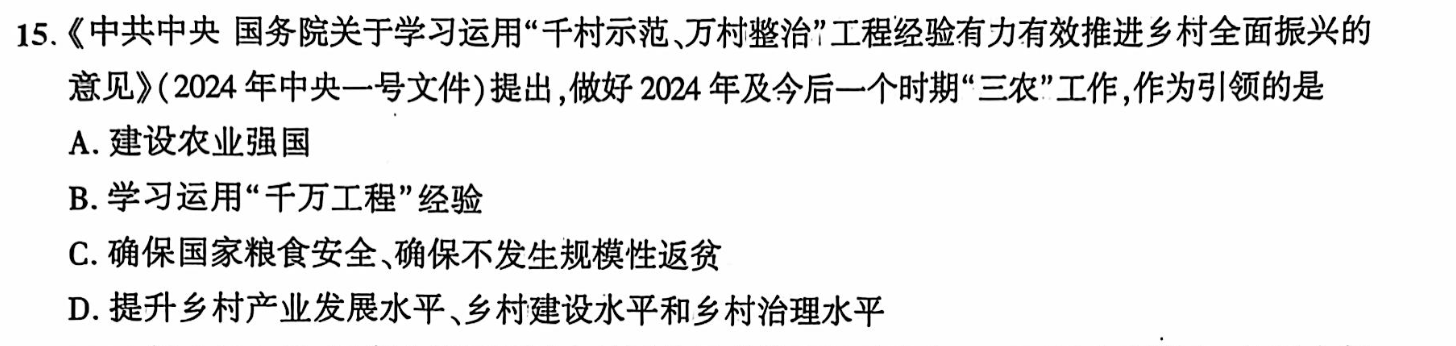 15.《中共中央 国务院关于学习运用“千村示范、万村整治”工程经验有力有效推进乡村全面振兴的
意见》(2024 年中央一号文件)提出,做好 2024 年及今后一个时期“三农”工作,作为引领的是
A. 建设农业强国
B. 学习运用“千万工程”经验
C. 确保国家粮食安全、确保不发生规模性返贫
D. 提升乡村产业发展水平、乡村建设水平和乡村治理水平